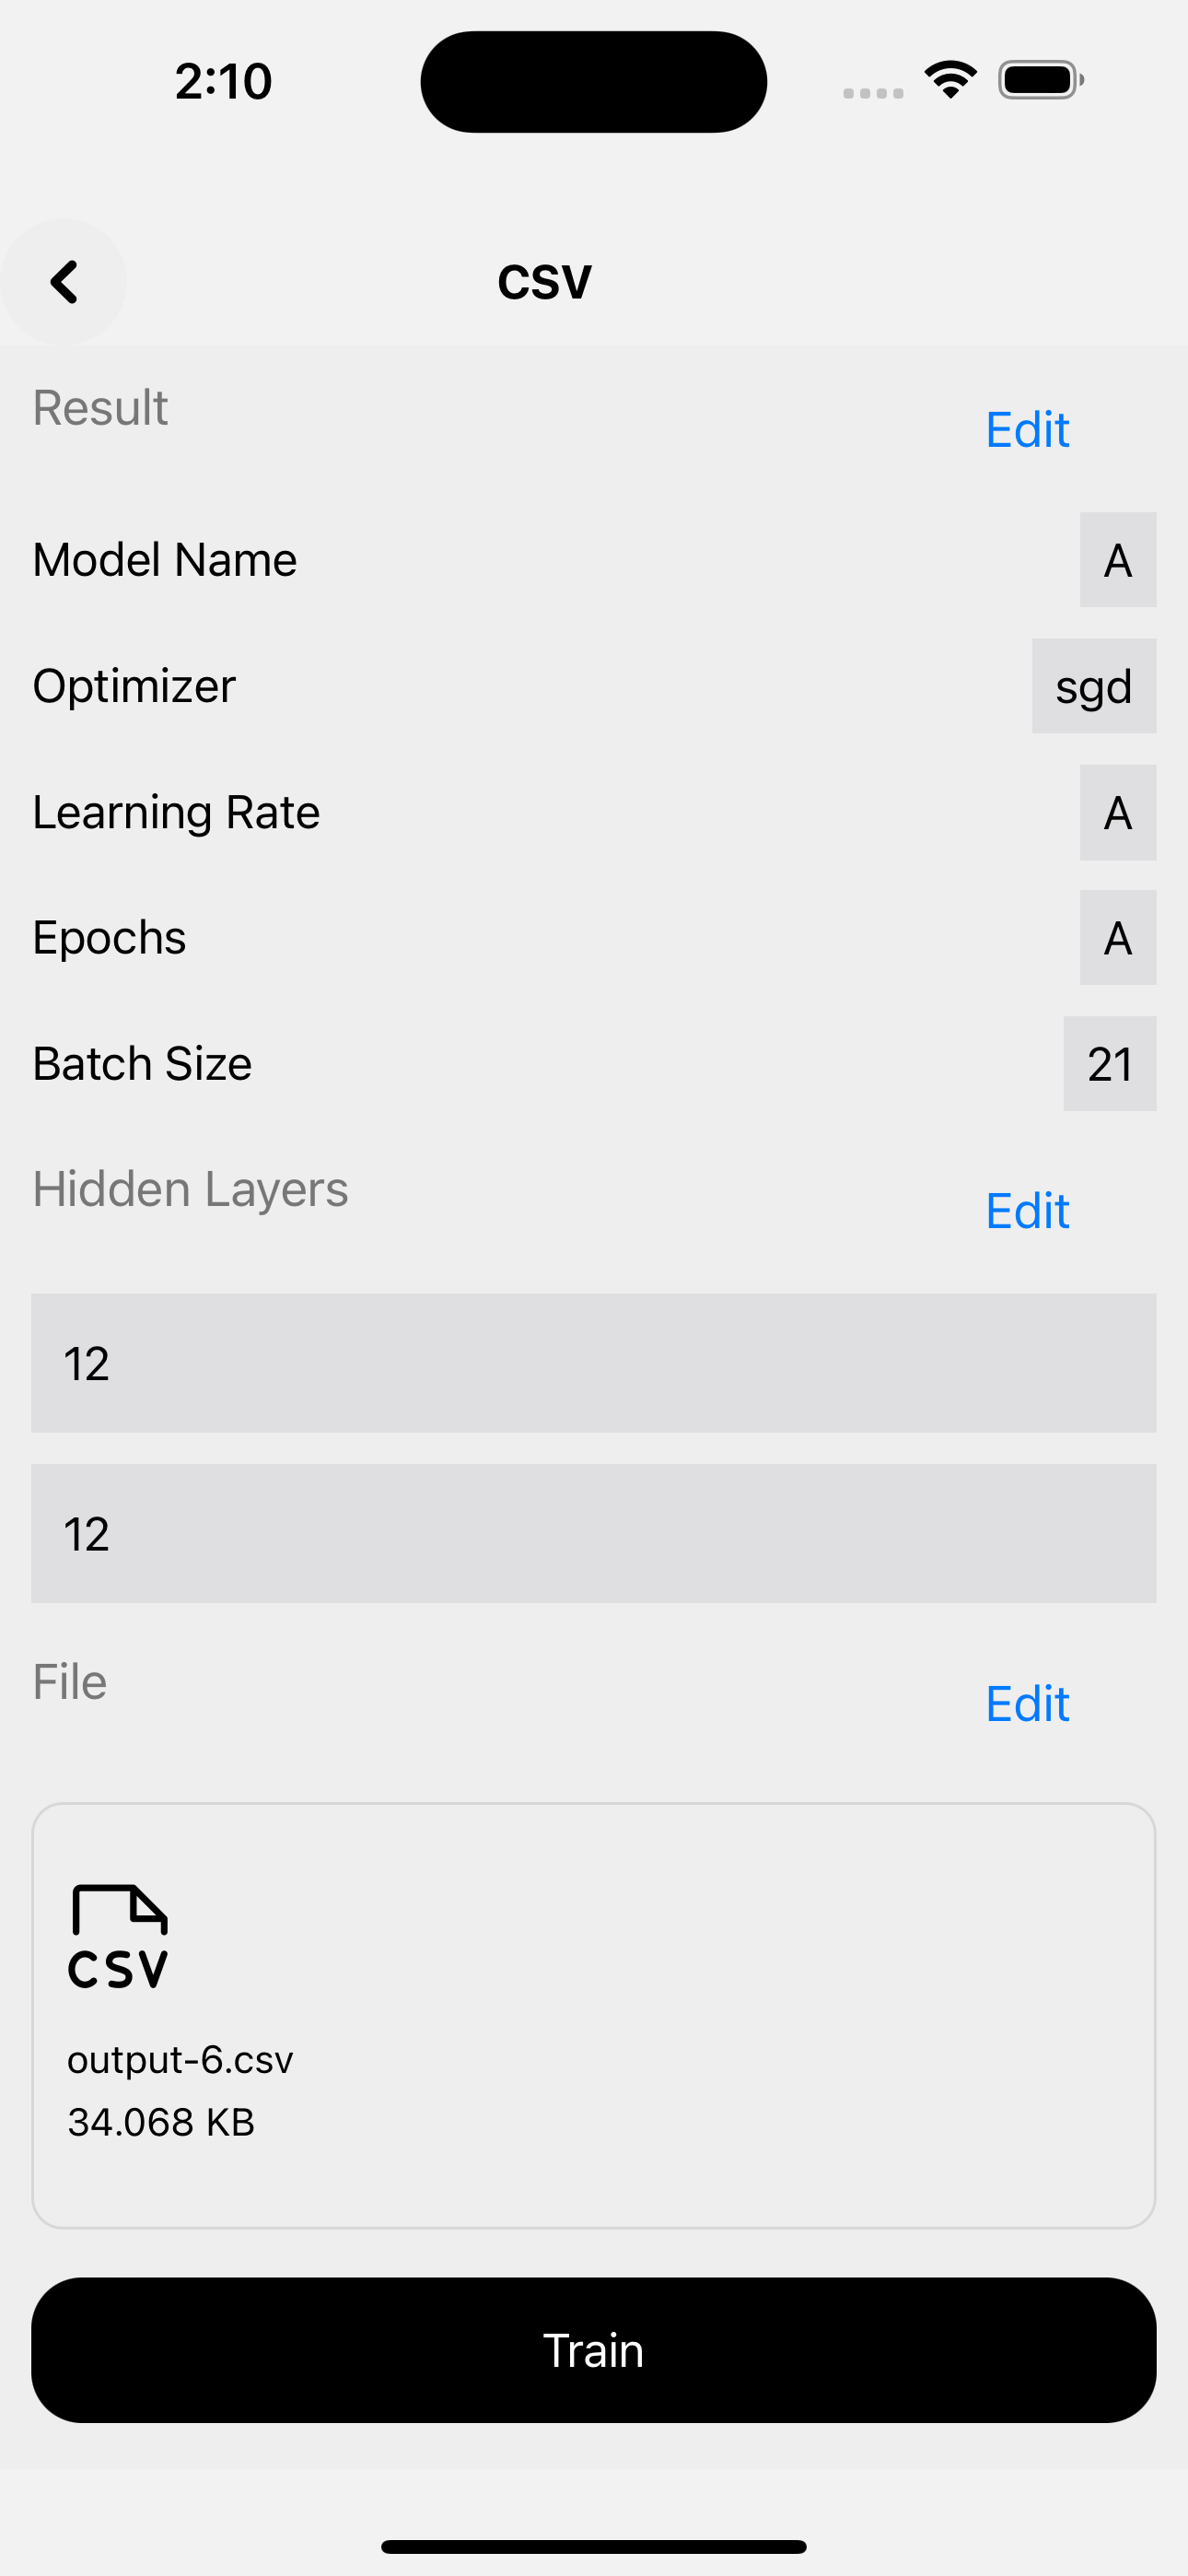 2:10
CSV
Result
Edit
Model Name
A
Optimizer
sgd
Learning Rate
A
Epochs
A
Batch Size
21
Hidden Layers
Edit
12
12
File
Edit
CSV
output-6.csv
34.068 KB
Train